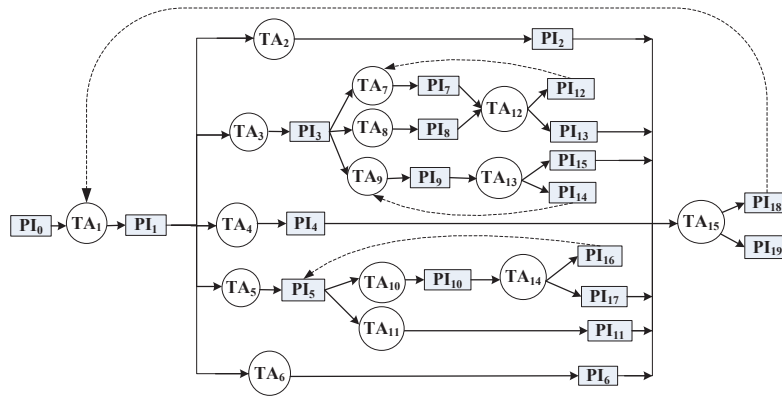 TA₂
PI₂
TA₇
PI₇
PI₁₂
TA₁₂
TA₃
PI₃
TA₈
PI₈
PI₁₃
PI₁₅
TA₉
PI₉
TA₁₃
PI₁₄
PI₁₈
PI₀
TA₁
PI₁
TA₄
PI₄
TA₁₅
PI₁₉
PI₁₆
TA₅
PI₅
TA₁₀
PI₁₀
TA₁₄
PI₁₇
TA₁₁
PI₁₁
TA₆
PI₆